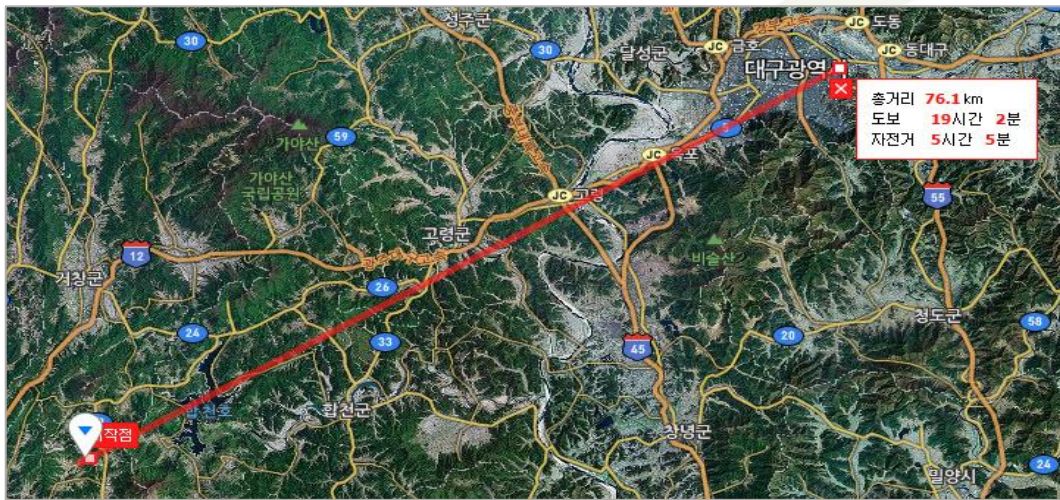 성주군
30
30
달성군
JC
금호
JC
도동
JC
동대구
대구광역
총거리 76.1 km
도보 19시간 2분
자전거 5시간 5분
59
가야산
가야산
국립공원
5
JC
JC
고령
55
고령군
12
거창군
비슬산
26
24
33
45
20
청도군
58
합천호
합천군
시작점
창녕군
밀양시
24